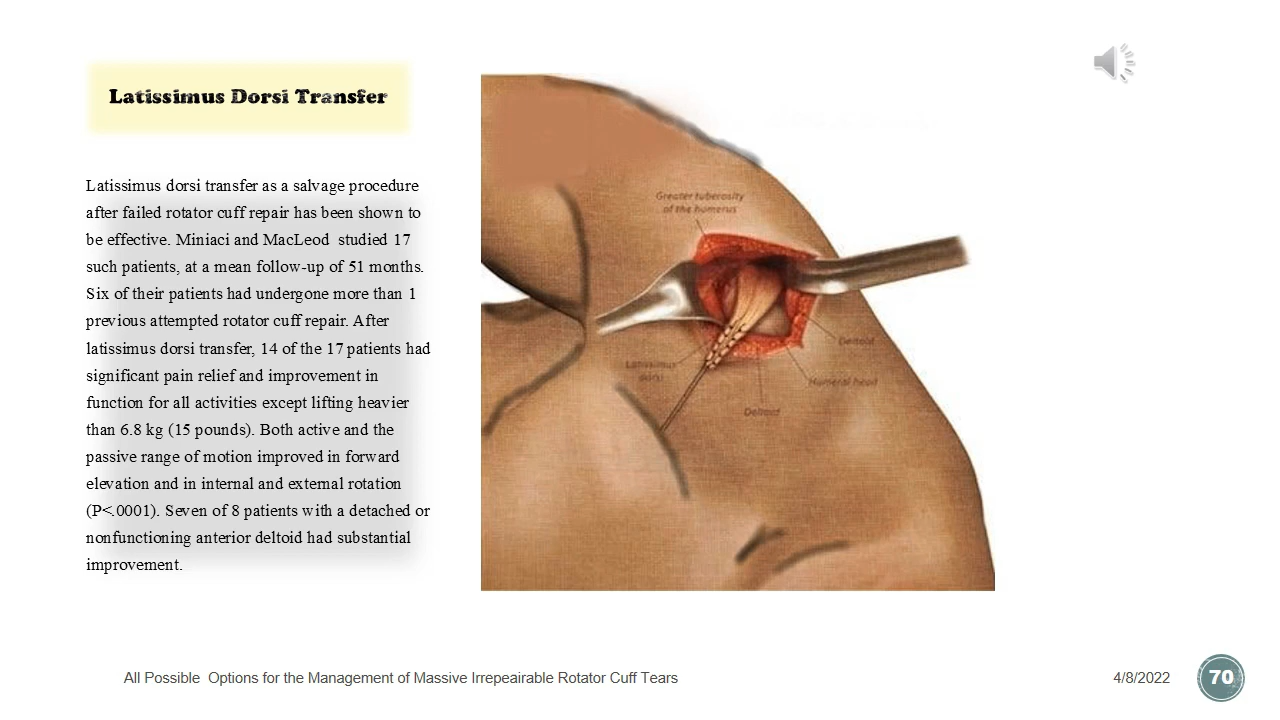 Latissimus Dorsi Transfer
Latissimus dorsi transfer as a salvage procedure
after failed rotator cuff repair has been shown to
be effective. Miniaci and MacLeod studied 17
such patients, at a mean follow-up of 51 months.
Six of their patients had undergone more than 1
previous attempted rotator cuff repair. After
latissimus dorsi transfer, 14 of the 17 patients had
significant pain relief and improvement in
function for all activities except lifting heavier
than 6.8 kg (15 pounds). Both active and the
passive range of motion improved in forward
elevation and in internal and external rotation
(P<.0001). Seven of 8 patients with a detached or
nonfunctioning anterior deltoid had substantial
improvement.
Greater tuberosity
of the humerus
Deltoid
Latissimus
dorsi
Humeral head
Deltoid
All Possible Options for the Management of Massive Irrepeairable Rotator Cuff Tears
4/8/2022
70